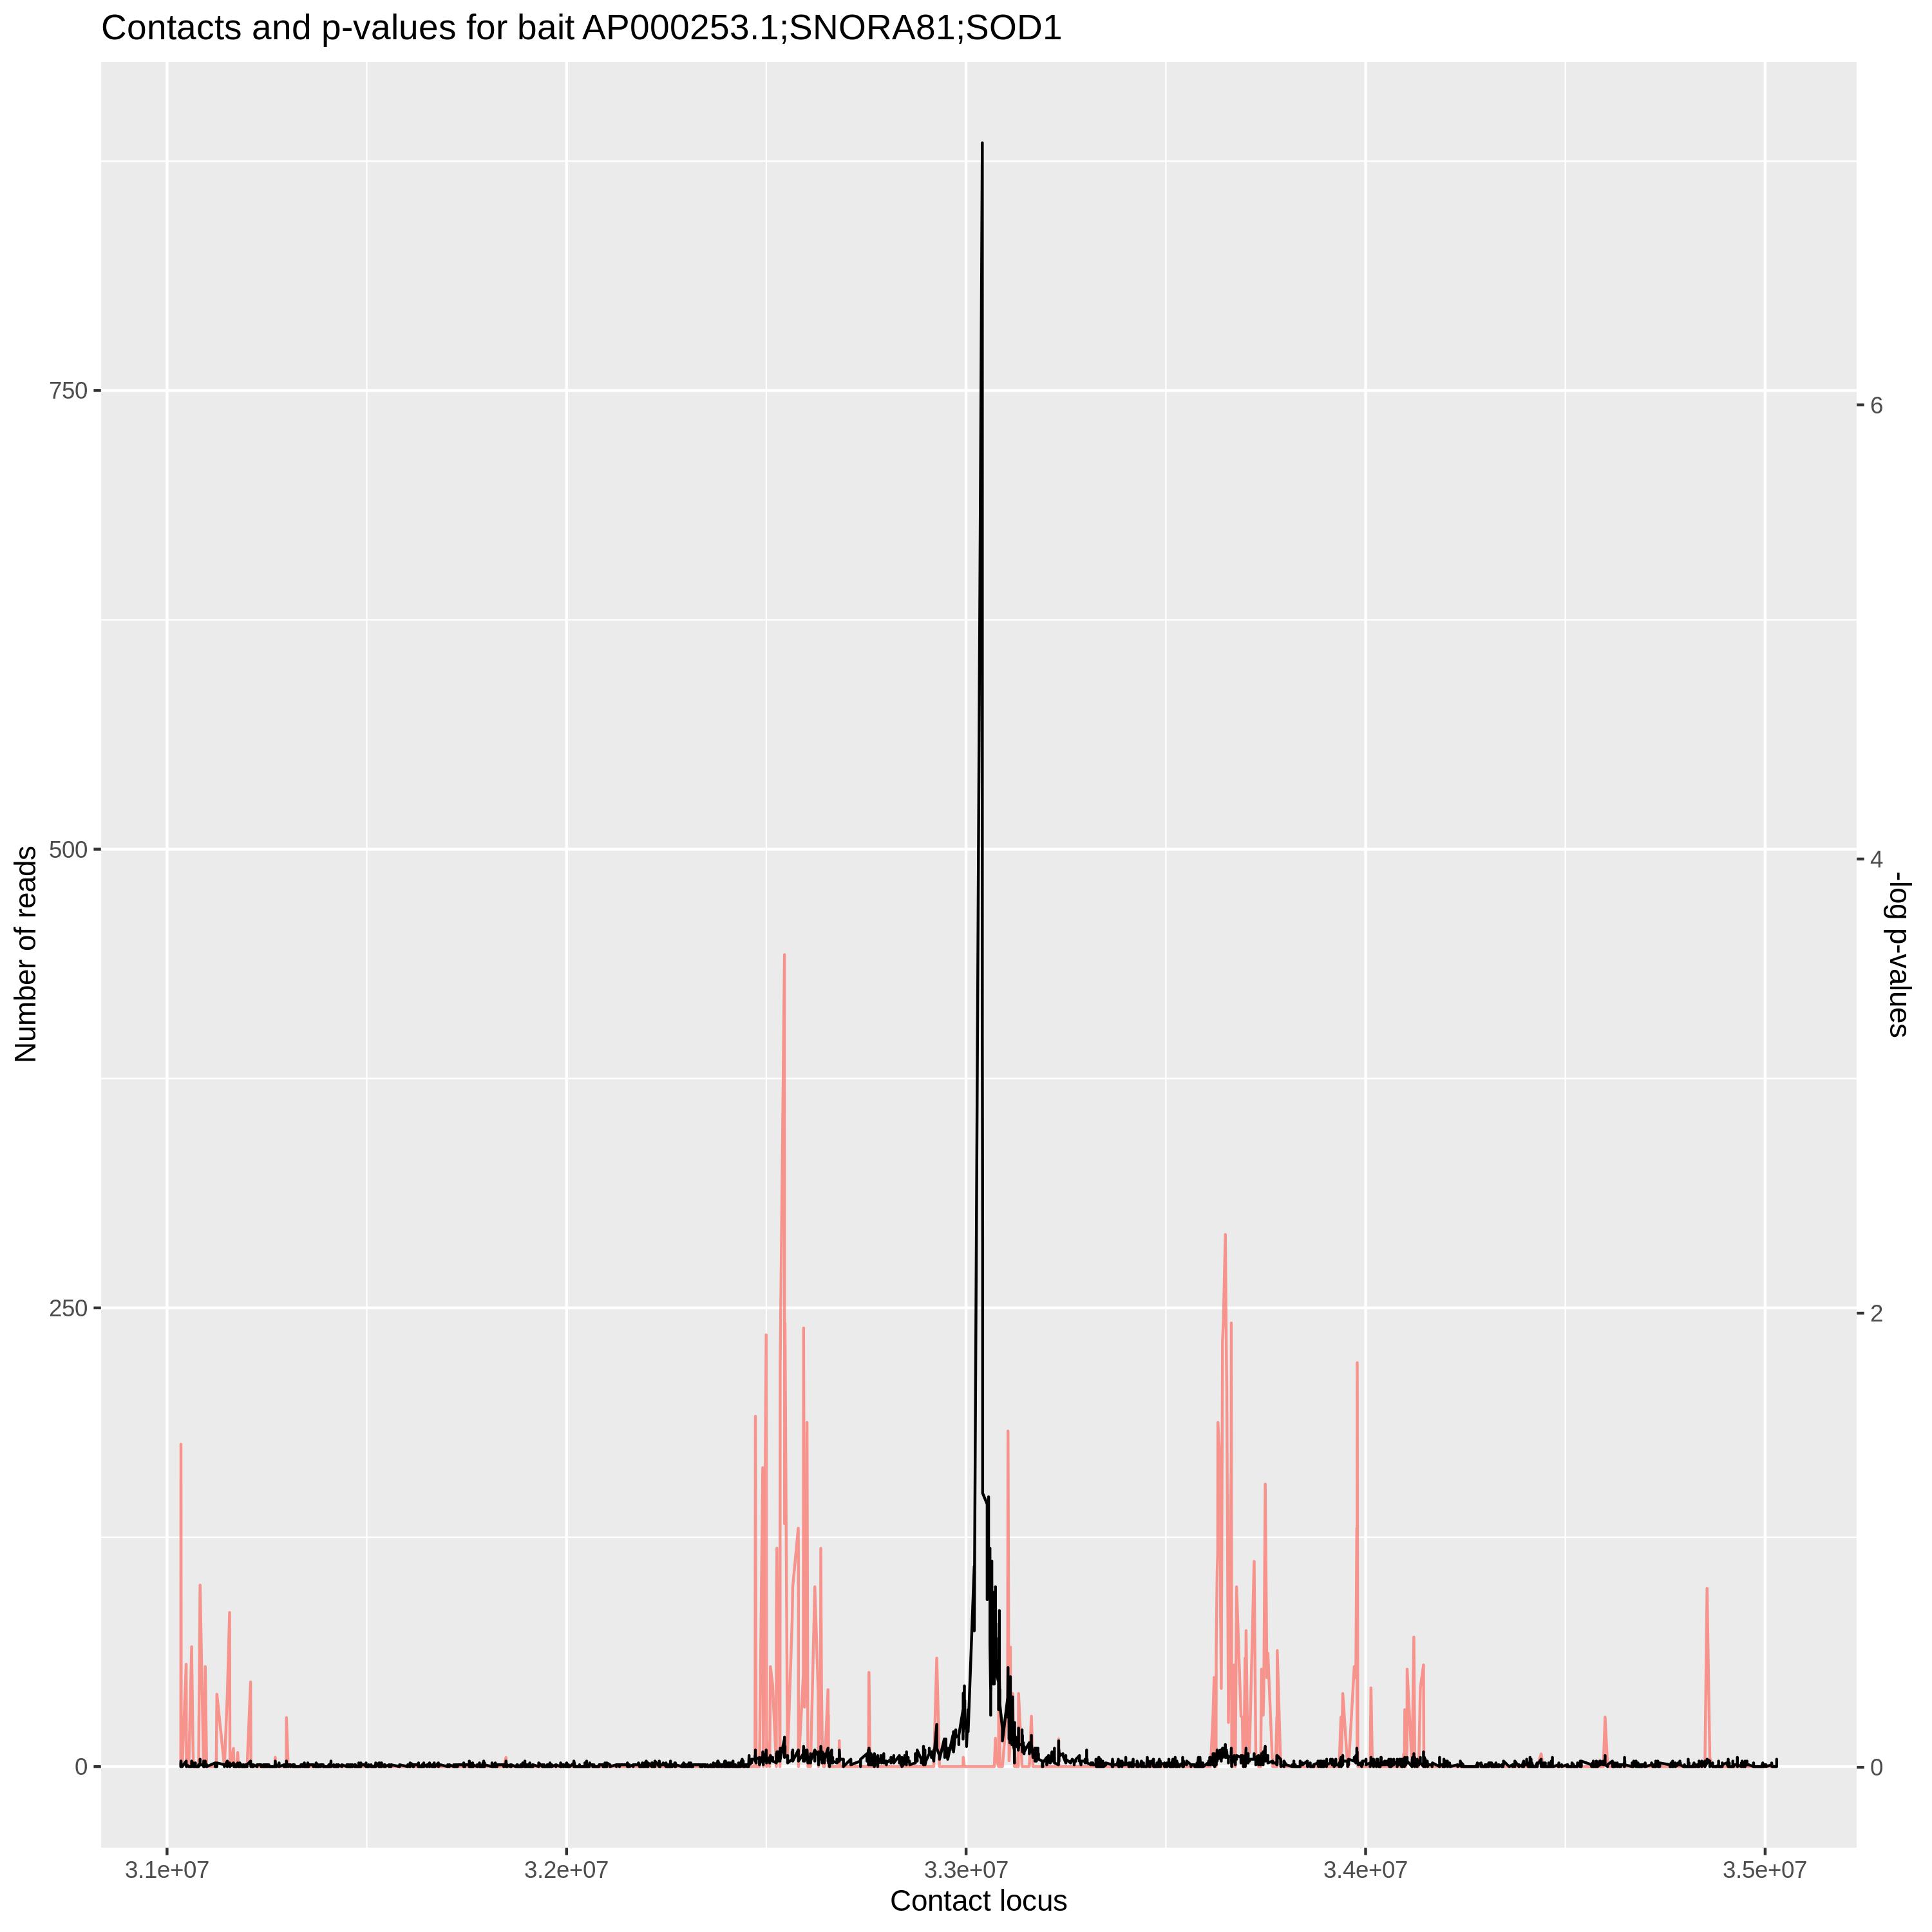 Contacts and p-values for bait AP000253.1;SNORA81;SOD1
750
500
250
0
Number of reads
6
4
2
0
-log p-values
3.1e+07
3.2e+07
3.3e+07
3.4e+07
3.5e+07
Contact locus